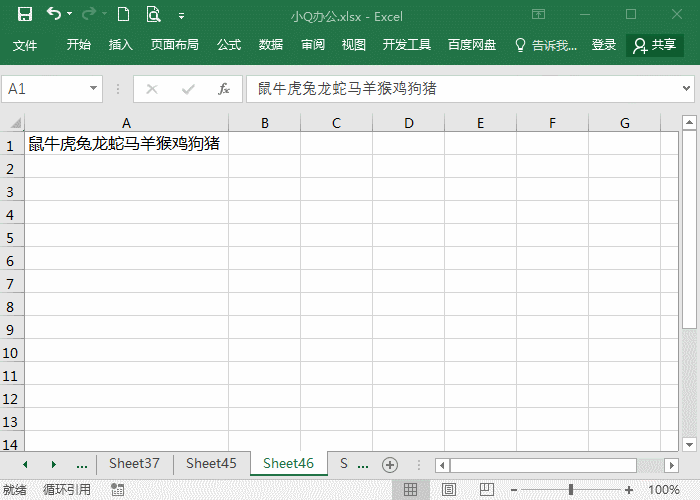 小Q办公.xlsx - Excel
文件 开始 插入 页面布局 公式 数据 审阅 视图 开发工具 百度网盘 告诉我... 登录 共享
A1 fx 鼠牛虎兔龙蛇马羊猴鸡狗猪
A B C D E F G
1 鼠牛虎兔龙蛇马羊猴鸡狗猪
2
3
4
5
6
7
8
9
10
11
12
13
14
... Sheet37 Sheet45 Sheet46 S ...
就绪 循环引用 100%